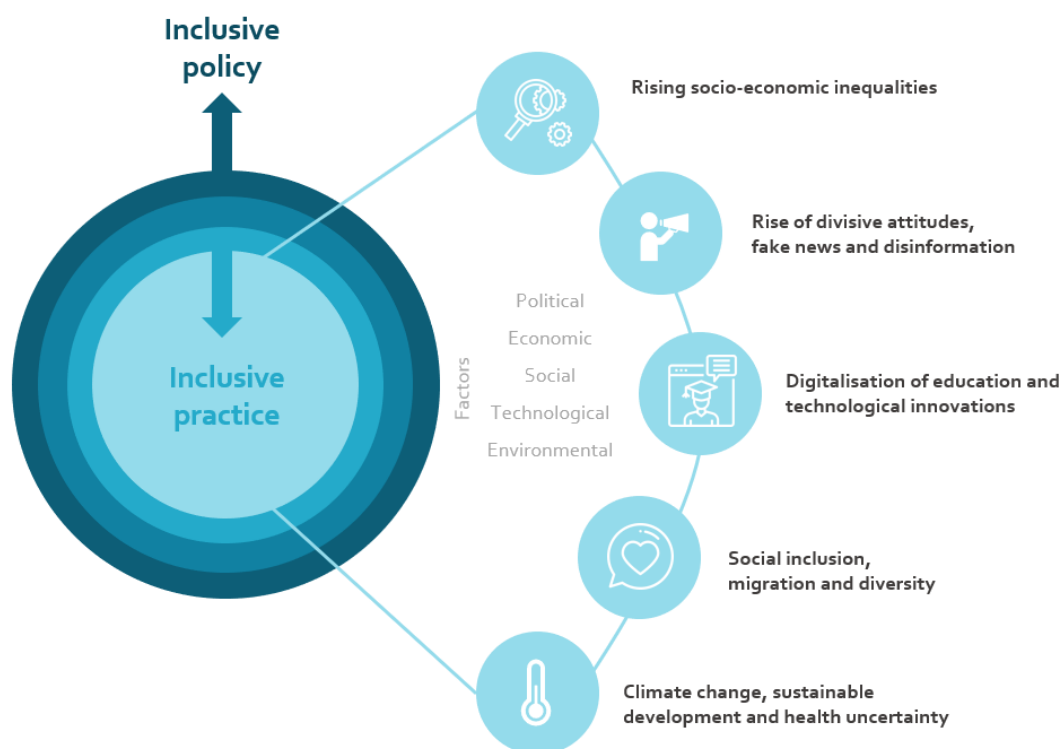 Inclusive
policy
Inclusive
practice
Factors
Political
Economic
Social
Technological
Environmental
Rising socio-economic inequalities
Rise of divisive attitudes,
fake news and disinformation
Digitalisation of education and
technological innovations
Social inclusion,
migration and diversity
Climate change, sustainable
development and health uncertainty